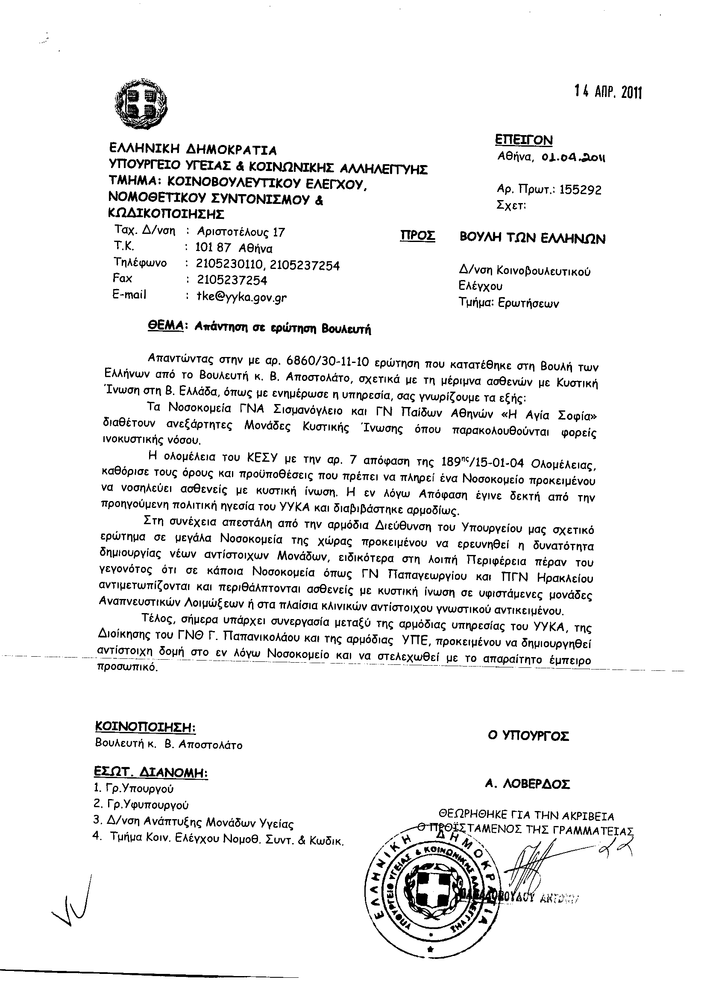 14 ΑΠΡ. 2011
ΕΠΕΙΓΟΝ
Αθήνα, 01.04.2011
Αρ. Πρωτ.: 155292
Σχετ:
ΕΛΛΗΝΙΚΗ ΔΗΜΟΚΡΑΤΙΑ
ΥΠΟΥΡΓΕΙΟ ΥΓΕΙΑΣ & ΚΟΙΝΩΝΙΚΗΣ ΑΛΛΗΛΕΓΓΥΗΣ
ΤΜΗΜΑ: ΚΟΙΝΟΒΟΥΛΕΥΤΙΚΟΥ ΕΛΕΓΧΟΥ,
ΝΟΜΟΘΕΤΙΚΟΥ ΣΥΝΤΟΝΙΣΜΟΥ &
ΚΩΔΙΚΟΠΟΙΗΣΗΣ
Ταχ. Δ/νση : Αριστοτέλους 17
Τ.Κ. : 101 87 Αθήνα
Τηλέφωνο : 2105230110, 2105237254
Fax : 2105237254
E-mail : tke@yyka.gov.gr
ΠΡΟΣ ΒΟΥΛΗ ΤΩΝ ΕΛΛΗΝΩΝ
Δ/νση Κοινοβουλευτικού
Ελέγχου
Τμήμα: Ερωτήσεων
ΘΕΜΑ: Απάντηση σε ερώτηση Βουλευτή
Απαντώντας στην με αρ. 6860/30-11-10 ερώτηση που κατατέθηκε στη Βουλή των
Ελλήνων από το Βουλευτή κ. Β. Αποστολάτο, σχετικά με τη μέριμνα ασθενών με Κυστική
Ίνωση στη Β. Ελλάδα, όπως με ενημέρωσε η υπηρεσία, σας γνωρίζουμε τα εξής:
Τα Νοσοκομεία ΓΝΑ Σισμανόγλειο και ΓΝ Παίδων Αθηνών «Η Αγία Σοφία»
διαθέτουν ανεξάρτητες Μονάδες Κυστικής Ίνωσης όπου παρακολουθούνται φορείς
ινοκυστικής νόσου.
Η ολομέλεια του ΚΕΣΥ με την αρ. 7 απόφαση της 189ης/15-01-04 Ολομέλειας,
καθόρισε τους όρους και προϋποθέσεις που πρέπει να πληρεί ένα Νοσοκομείο προκειμένου
να νοσηλεύει ασθενείς με κυστική ίνωση. Η εν λόγω Απόφαση έγινε δεκτή από την
προηγούμενη πολιτική ηγεσία του ΥΥΚΑ και διαβιβάστηκε αρμοδίως.
Στη συνέχεια απεστάλη από την αρμόδια Διεύθυνση του Υπουργείου μας σχετικό
ερώτημα σε μεγάλα Νοσοκομεία της χώρας προκειμένου να ερευνηθεί η δυνατότητα
δημιουργίας νέων αντίστοιχων Μονάδων, ειδικότερα στη λοιπή Περιφέρεια πέραν του
γεγονότος ότι σε κάποια Νοσοκομεία όπως ΓΝ Παπαγεωργίου και ΠΓΝ Ηρακλείου
αντιμετωπίζονται και περιθάλπτονται ασθενείς με κυστική ίνωση σε υφιστάμενες μονάδες
Αναπνευστικών Λοιμώξεων ή στα πλαίσια κλινικών αντίστοιχου γνωστικού αντικειμένου.
Τέλος, σήμερα υπάρχει συνεργασία μεταξύ της αρμόδιας υπηρεσίας του ΥΥΚΑ, της
Διοίκησης του ΓΝΘ Γ. Παπανικολάου και της αρμόδιας ΥΠΕ, προκειμένου να δημιουργηθεί
αντίστοιχη δομή στο εν λόγω Νοσοκομείο και να στελεχωθεί με το απαραίτητο έμπειρο
προσωπικό.
ΚΟΙΝΟΠΟΙΗΣΗ:
Βουλευτή κ. Β. Αποστολάτο
ΕΣΩΤ. ΔΙΑΝΟΜΗ:
1. Γρ.Υπουργού
2. Γρ.Υφυπουργού
3. Δ/νση Ανάπτυξης Μονάδων Υγείας
4. Τμήμα Κοιν. Ελέγχου Νομοθ. Συντ. & Κωδικ.
Ο ΥΠΟΥΡΓΟΣ
Α. ΛΟΒΕΡΔΟΣ
ΘΕΩΡΗΘΗΚΕ ΓΙΑ ΤΗΝ ΑΚΡΙΒΕΙΑ
Ο ΠΡΟΪΣΤΑΜΕΝΟΣ ΤΗΣ ΓΡΑΜΜΑΤΕΙΑΣ
ΕΛΛΗΝΙΚΗ ΔΗΜΟΚΡΑΤΙΑ
ΥΠΟΥΡΓΕΙΟ ΥΓΕΙΑΣ & ΚΟΙΝΩΝΙΚΗΣ ΑΛΛΗΛΕΓΓΥΗΣ